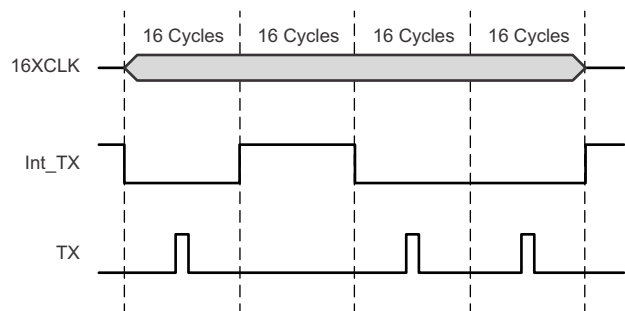 16 Cycles 16 Cycles 16 Cycles 16 Cycles
16XCLK
Int_TX
TX